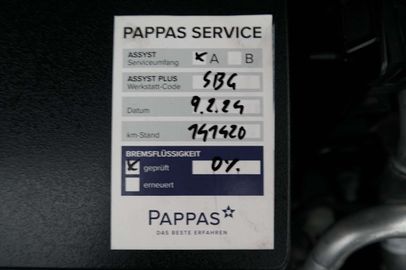 PAPPAS SERVICE
ASSYST
Serviceumfang A B
ASSYST PLUS
Werkstatt-Code SBG
Datum 9.2.24
km-Stand 141420
BREMSFLÜSSIGKEIT
geprüft 0%
erneuert
PAPPAS
DAS BESTE ERFAHREN